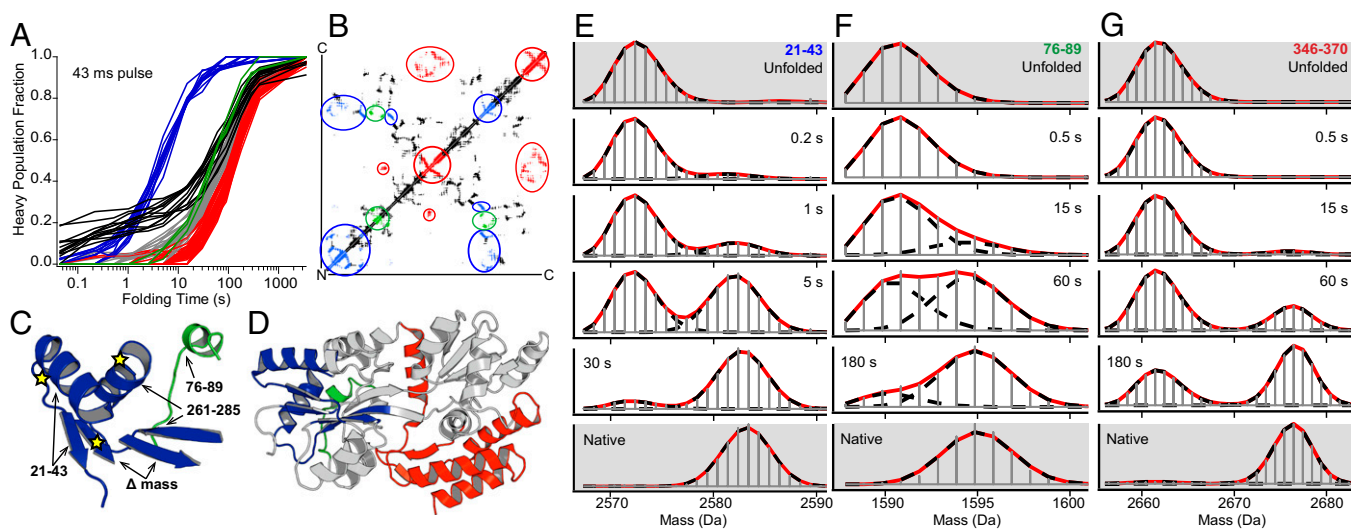 A
43 ms pulse
Heavy Population Fraction
1.0
0.8
0.6
0.4
0.2
0.0
0.1
1
10
100
1000
Folding Time (s)
B
C
N
C
C
76-89
261-285
21-43
Δ mass
D
E
21-43
Unfolded
0.2 s
1 s
5 s
30 s
Native
2570
2580
2590
Mass (Da)
F
76-89
Unfolded
0.5 s
15 s
60 s
180 s
Native
1590
1595
1600
Mass (Da)
G
346-370
Unfolded
0.5 s
15 s
60 s
180 s
Native
2660
2670
2680
Mass (Da)